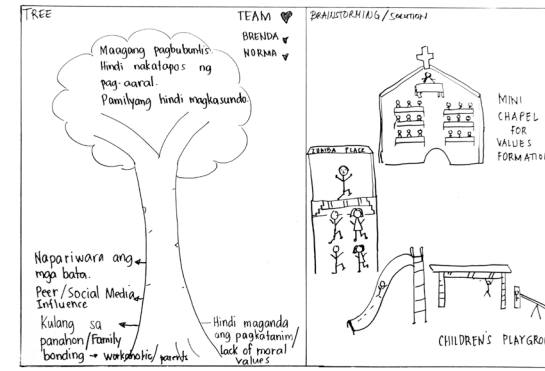 TREE
TEAM
BRENDA
NORMA
Maagang pagbubuntis.
Hindi nakatapos ng
pag-aaral.
Pamilyang hindi magkasundo.
Napariwara ang
mga bata.
Peer/Social Media
Influence
Kulang sa
panahon/Family
bonding → workaholic/parents
Hindi maganda
ang pagkatanim/
lack of moral
values
BRAINSTORMING/SOLUTION
MINI
CHAPEL
FOR
VALUES
FORMATION
PLACE
CHILDREN'S PLAYGRO